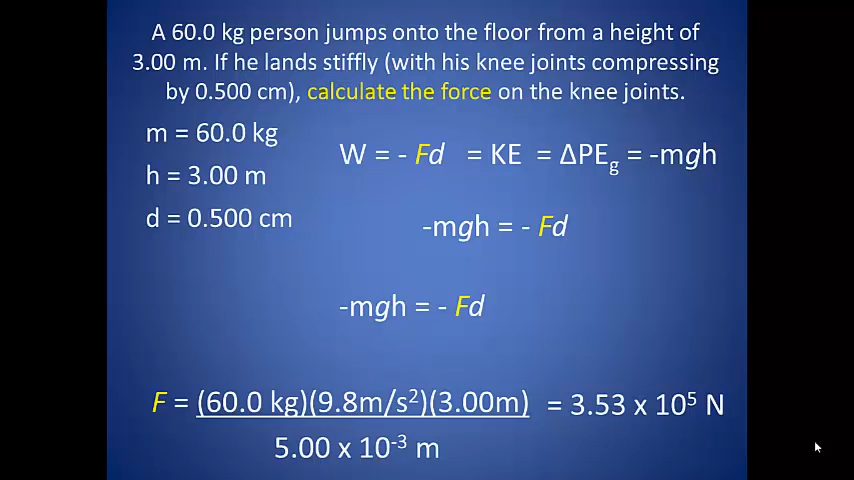 A 60.0 kg person jumps onto the floor from a height of
3.00 m. If he lands stiffly (with his knee joints compressing
by 0.500 cm), calculate the force on the knee joints.
m = 60.0 kg
W = - Fd = KE = ΔPEg = -mgh
h = 3.00 m
d = 0.500 cm
-mgh = - Fd
-mgh = - Fd
F = (60.0 kg)(9.8m/s²)(3.00m) = 3.53 x 10⁵ N
5.00 x 10⁻³ m